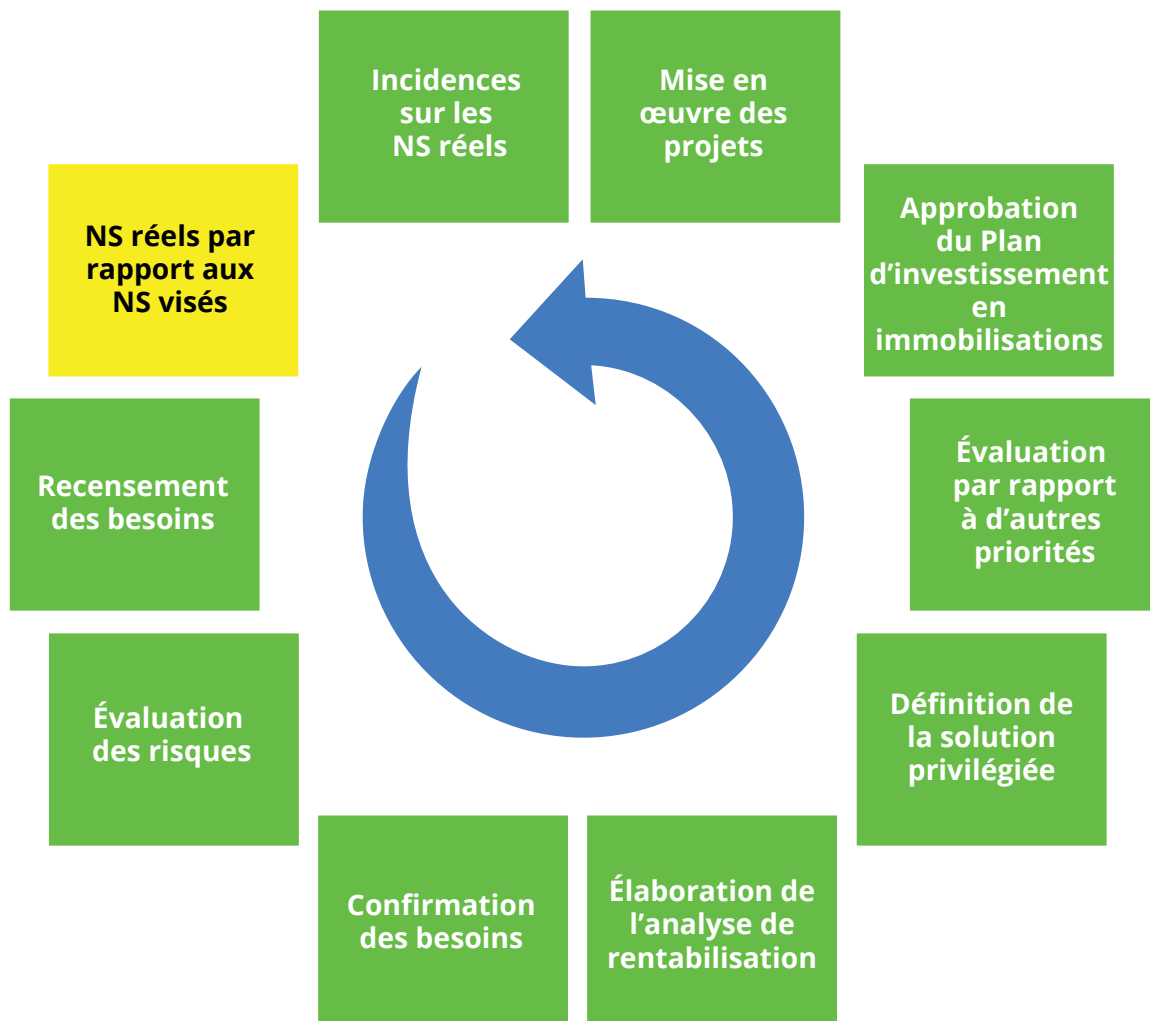 Incidences
sur les
NS réels
Mise en
œuvre des
projets
NS réels par
rapport aux
NS visés
Approbation
du Plan
d’investissement
en
immobilisations
Recensement
des besoins
Évaluation
par rapport
à d’autres
priorités
Évaluation
des risques
Définition de
la solution
privilégiée
Confirmation
des besoins
Élaboration de
l’analyse de
rentabilisation